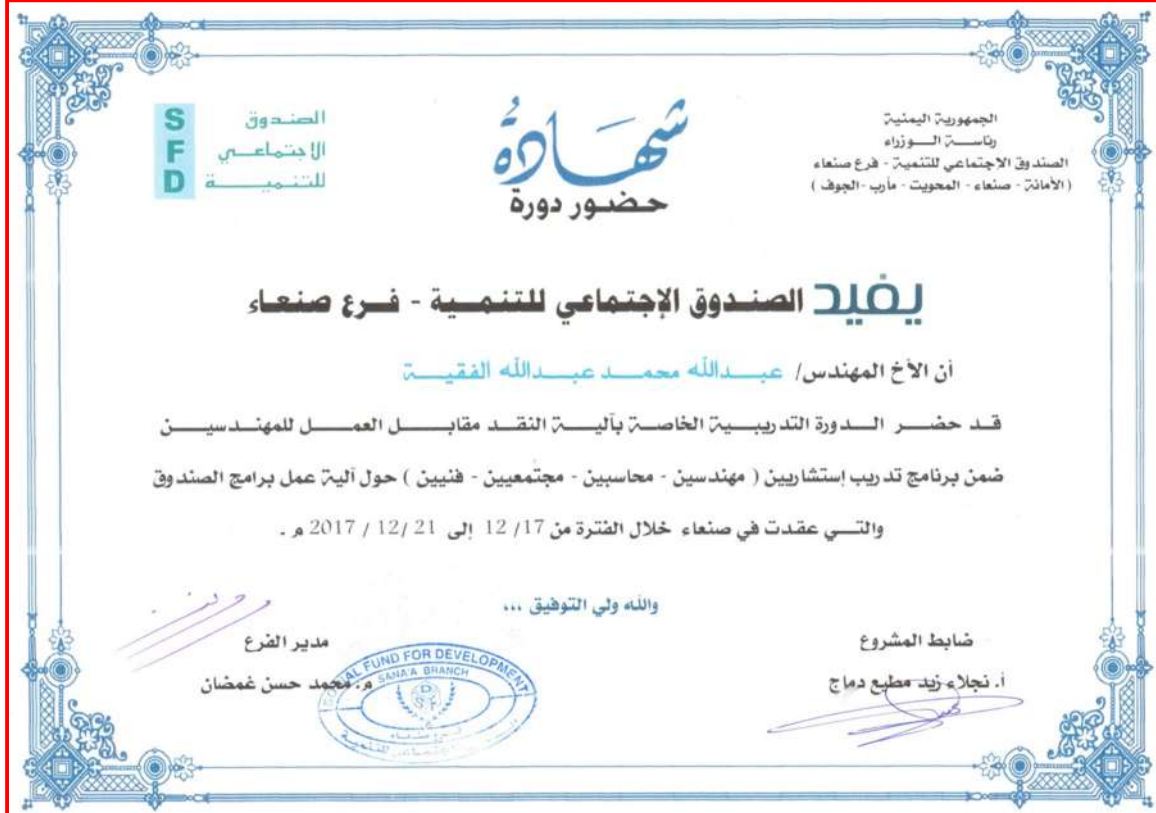 الجمهورية اليمنية
رئاســة الـــوزراء
الصندوق الاجتماعي للتنمية - فرع صنعاء
( الأمانة - صنعاء - المحويت - مأرب -الجوف )
شهادةُ
حضور دورة
الصندوق
الاجتماعي
للتنمية
S
F
D
يفيد الصندوق الإجتماعي للتنمية - فرع صنعاء
أن الأخ المهندس/ عبدالله محمد عبدالله الفقية
قد حضر الدورة التدريبية الخاصة بآلية النقد مقابل العمل للمهندسين
ضمن برنامج تدريب إستشاريين ( مهندسين - محاسبين - مجتمعيين - فنيين ) حول آلية عمل برامج الصندوق
والتي عقدت في صنعاء خلال الفترة من 17/ 12 إلى 21 /12 / 2017 م .
والله ولي التوفيق ...
ضابط المشروع
أ. نجلاء زيد مطيع دماج
مدير الفرع
م. محمد حسن غمضان
SOCIAL FUND FOR DEVELOPMENT
SANA'A BRANCH